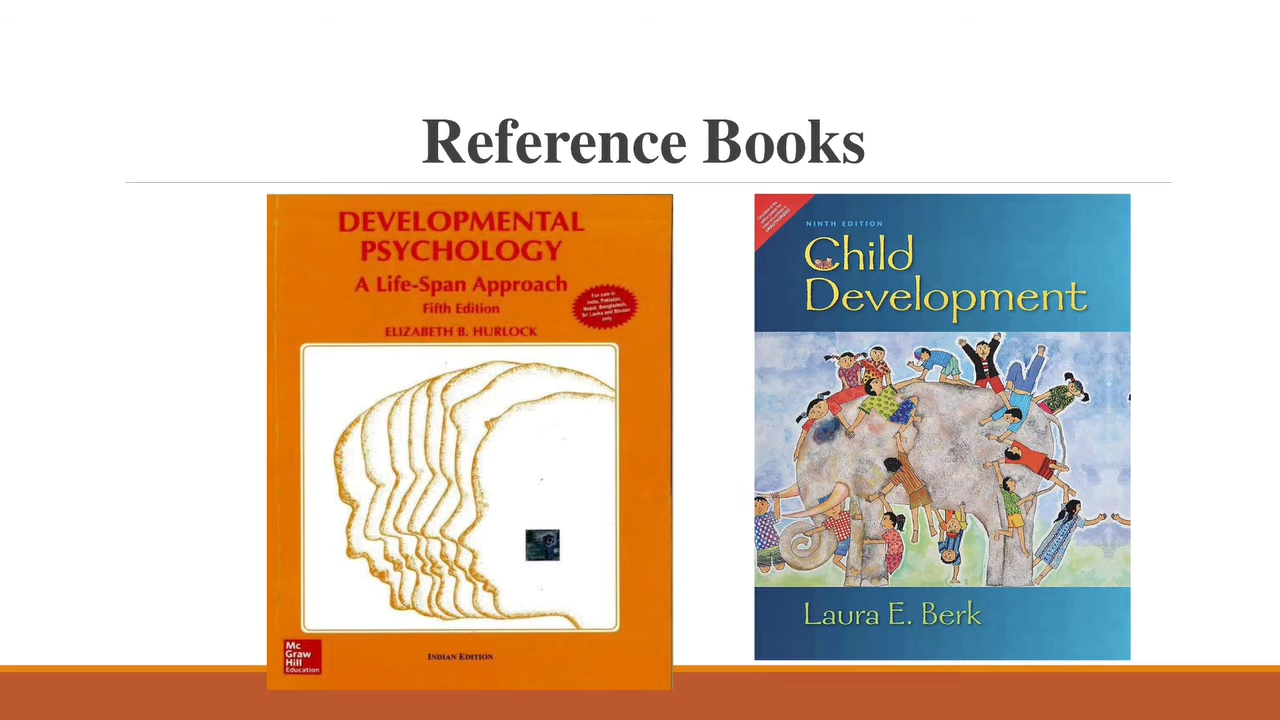 Reference Books
DEVELOPMENTAL
PSYCHOLOGY
A Life-Span Approach
Fifth Edition
ELIZABETH B. HURLOCK
For sale in
India, Pakistan,
Nepal, Bangladesh,
Sri Lanka and Bhutan
only
Mc
Graw
Hill
Education
INDIAN EDITION
NINTH EDITION
Child
Development
Laura E. Berk